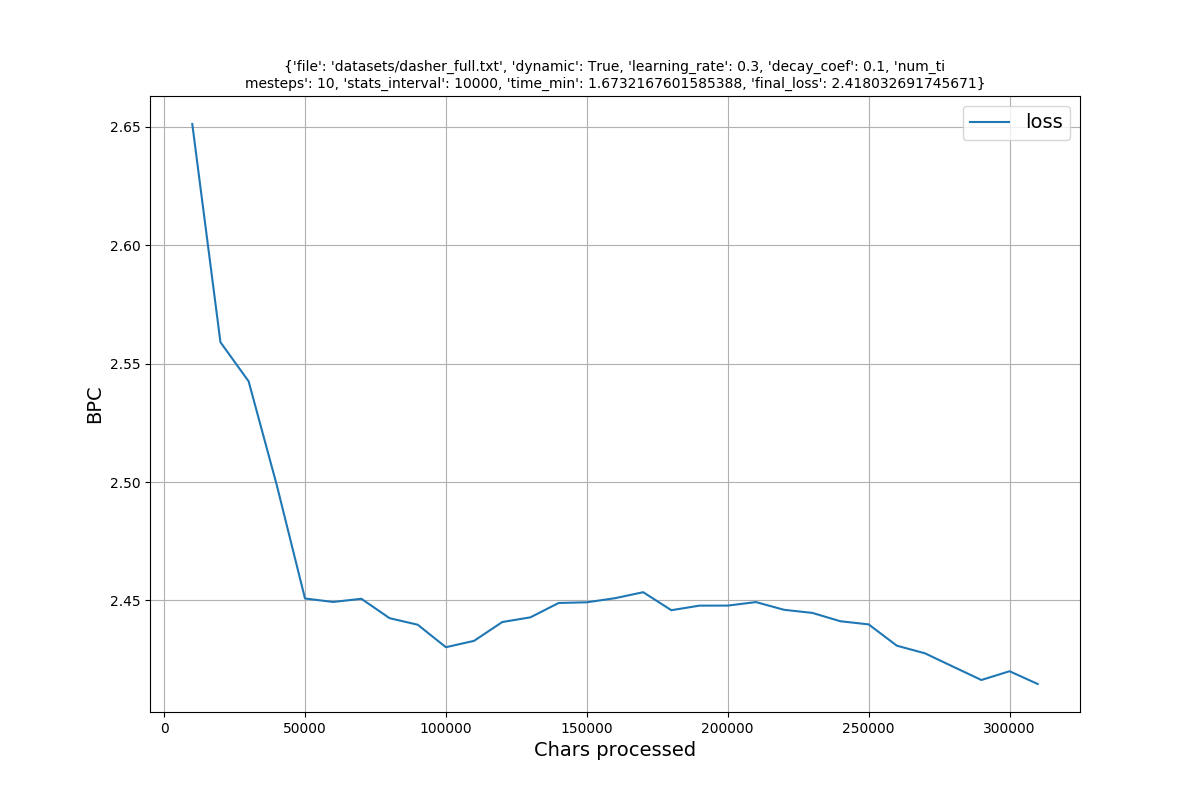 {'file': 'datasets/dasher_full.txt', 'dynamic': True, 'learning_rate': 0.3, 'decay_coef': 0.1, 'num_ti
mesteps': 10, 'stats_interval': 10000, 'time_min': 1.6732167601585388, 'final_loss': 2.418032691745671}
loss
2.65
2.60
2.55
2.50
2.45
BPC
0
50000
100000
150000
200000
250000
300000
Chars processed